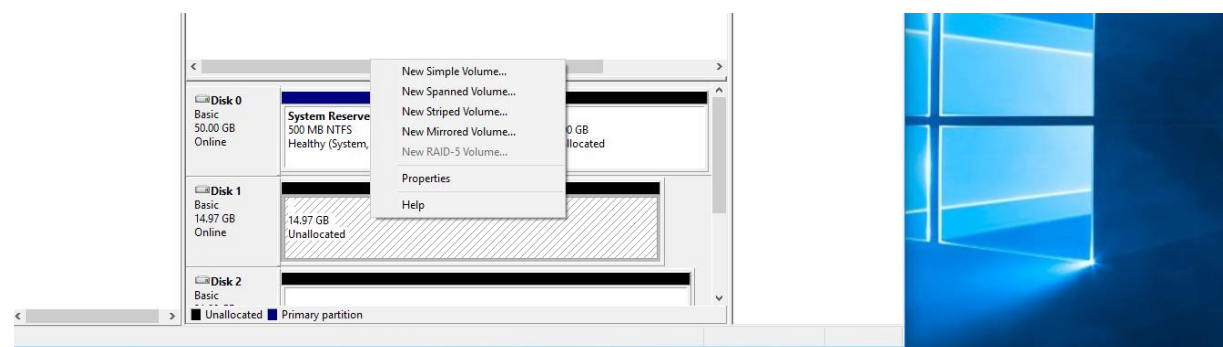 New Simple Volume...
New Spanned Volume...
New Striped Volume...
New Mirrored Volume...
New RAID-5 Volume...
Properties
Help
Disk 0
Basic
50.00 GB
Online
System Reserve
500 MB NTFS
Healthy (System,
0 GB
llocated
Disk 1
Basic
14.97 GB
Online
14.97 GB
Unallocated
Disk 2
Basic
Unallocated Primary partition